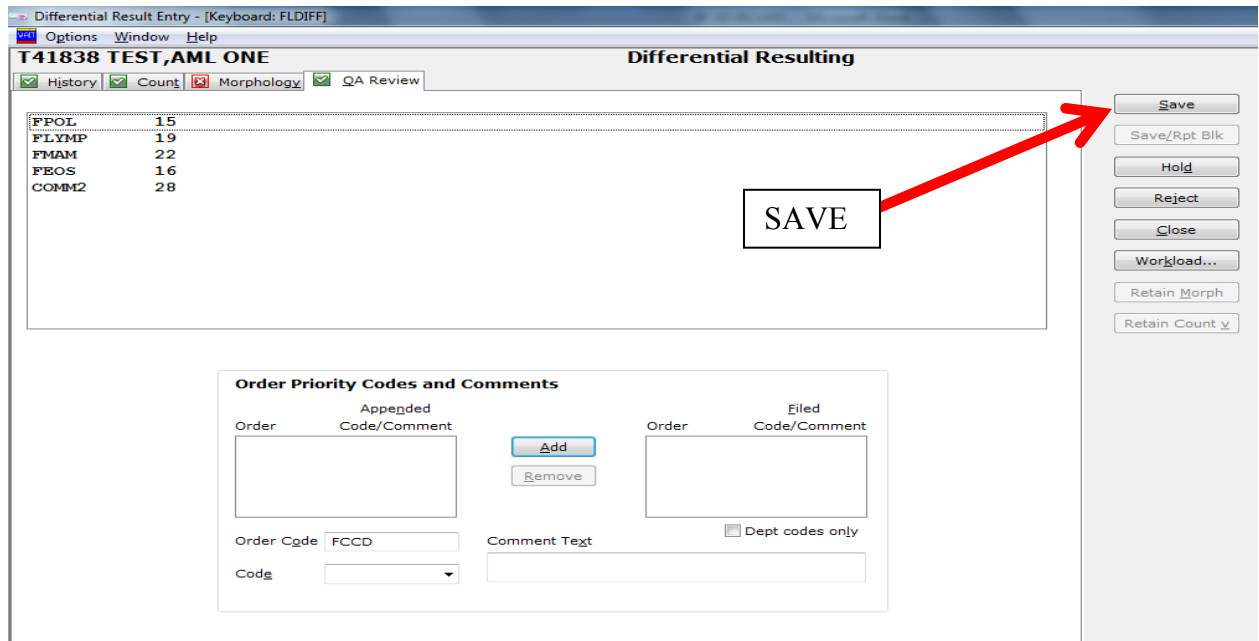 Differential Result Entry - [Keyboard: FLDIFF]
Options Window Help
T41838 TEST,AML ONE Differential Resulting
History Count Morphology QA Review
FPOL 15
FLYMP 19
FMAM 22
FEOS 16
COMM2 28
SAVE
Save
Save/Rpt Blk
Hold
Reject
Close
Workload...
Retain Morph
Retain Count v
Order Priority Codes and Comments
Appended Filed
Order Code/Comment Order Code/Comment
Add
Remove
Dept codes only
Order Code FCCD Comment Text
Code